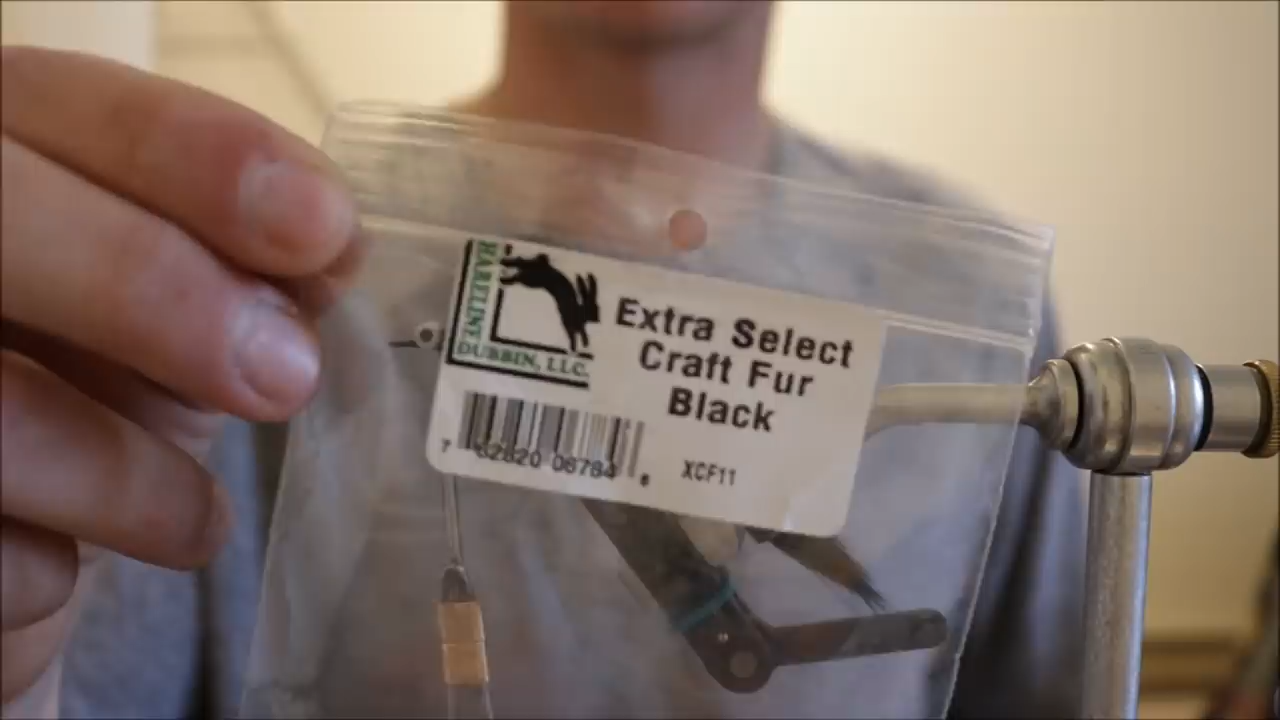 HARELINE
DUBBIN, LLC.
Extra Select
Craft Fur
Black
XCF11